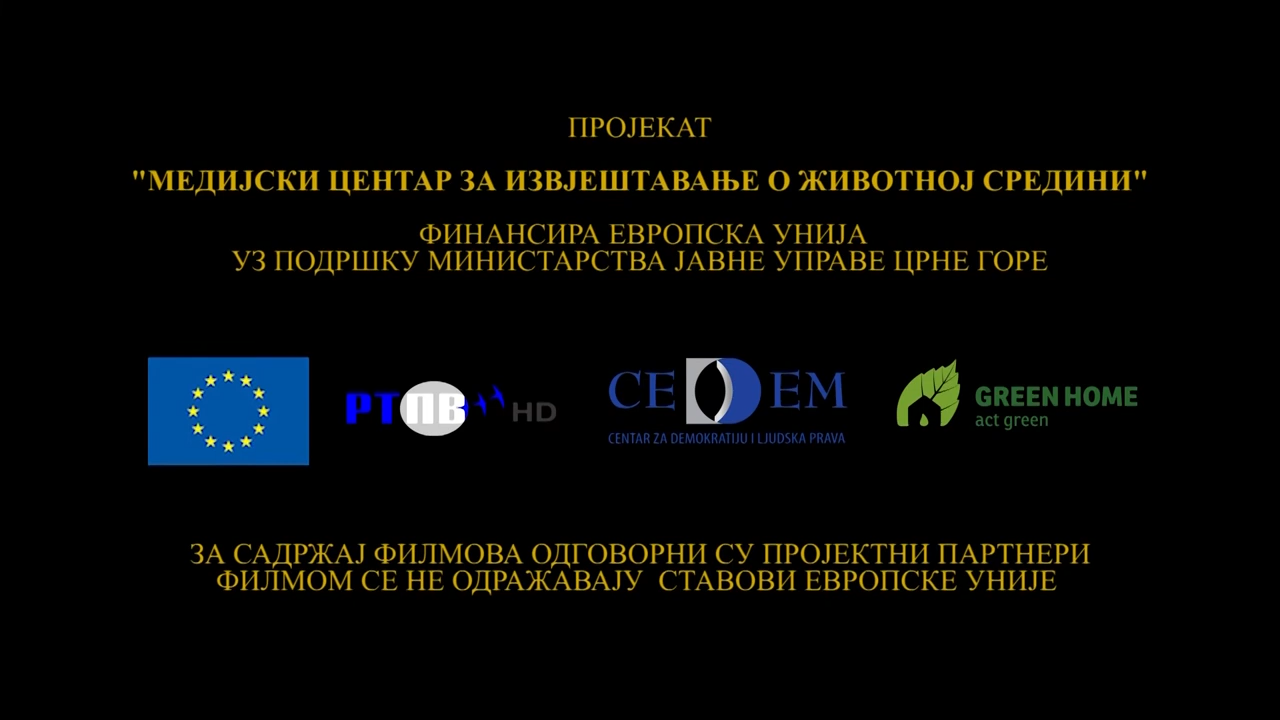 ПРОЈЕКАТ
"МЕДИЈСКИ ЦЕНТАР ЗА ИЗВЈЕШТАВАЊЕ О ЖИВОТНОЈ СРЕДИНИ"
ФИНАНСИРА ЕВРОПСКА УНИЈА
УЗ ПОДРШКУ МИНИСТАРСТВА ЈАВНЕ УПРАВЕ ЦРНЕ ГОРЕ
РТПВ HD
CEDEM
CENTAR ZA DEMOKRATIJU I LJUDSKA PRAVA
GREEN HOME
act green
ЗА САДРЖАЈ ФИЛМОВА ОДГОВОРНИ СУ ПРОЈЕКТНИ ПАРТНЕРИ
ФИЛМОМ СЕ НЕ ОДРАЖАВАЈУ СТАВОВИ ЕВРОПСКЕ УНИЈЕ